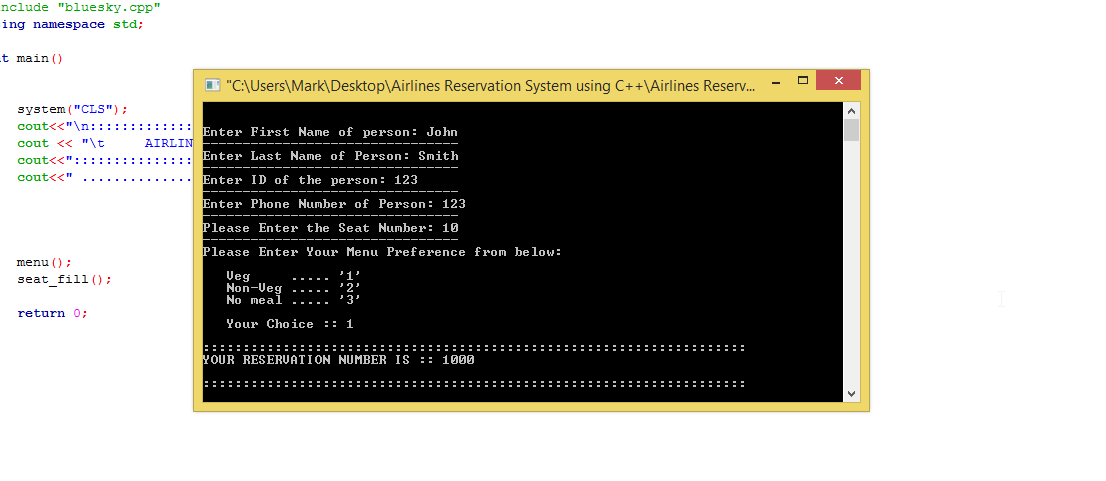 nclude "bluesky.cpp"
ing namespace std;
t main()
system("CLS");
cout<<"\n:::::::::::::
cout << "\t     AIRLIN
cout<<":::::::::::::::
cout<<" ..............
menu();
seat_fill();
return 0;
"C:\Users\Mark\Desktop\Airlines Reservation System using C++\Airlines Reserv...
Enter First Name of person: John
--------------------------------
Enter Last Name of Person: Smith
--------------------------------
Enter ID of the person: 123
--------------------------------
Enter Phone Number of Person: 123
--------------------------------
Please Enter the Seat Number: 10
--------------------------------
Please Enter Your Menu Preference from below:
Veg     ..... '1'
Non-Veg ..... '2'
No meal ..... '3'
Your Choice :: 1
::::::::::::::::::::::::::::::::::::::::::::::::::::::::::::::::::::
YOUR RESERVATION NUMBER IS :: 1000
::::::::::::::::::::::::::::::::::::::::::::::::::::::::::::::::::::